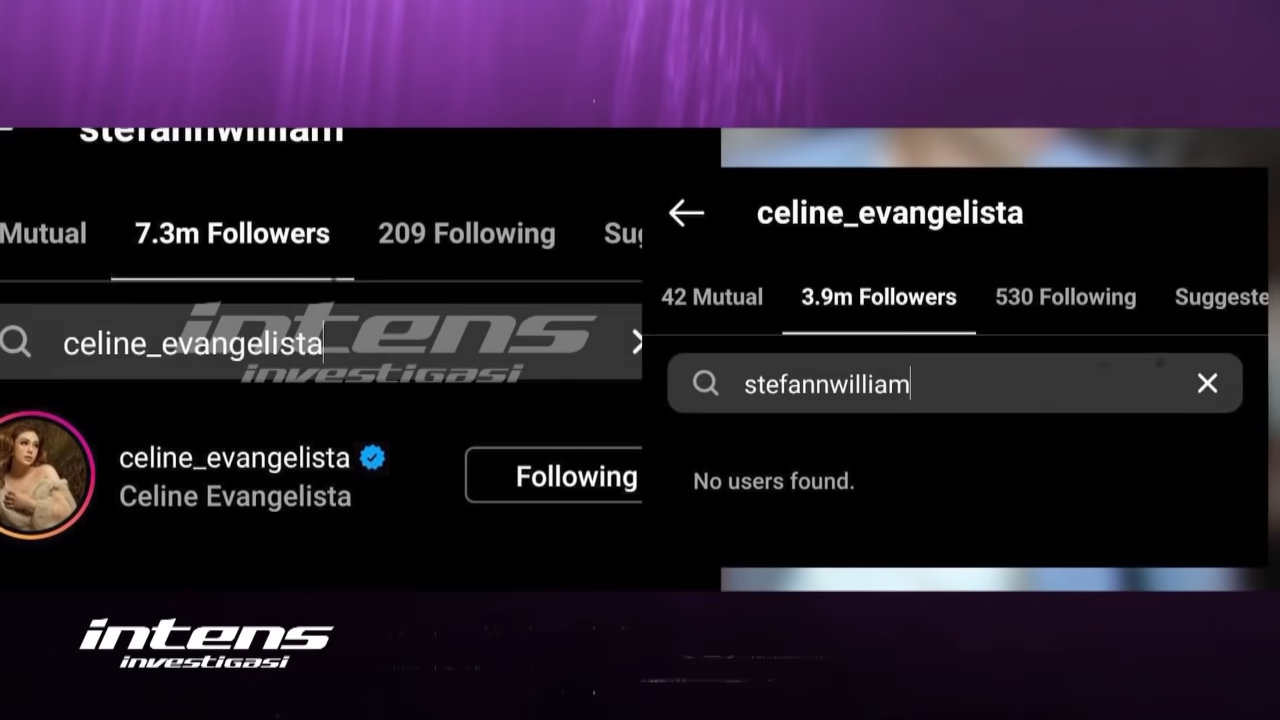 stefannwilliam
Mutual 7.3m Followers 209 Following
celine_evangelista
intens
investigasi
celine_evangelista
Following
Celine Evangelista
celine_evangelista
42 Mutual 3.9m Followers 530 Following Suggeste
stefannwilliam
No users found.
intens
investigasi